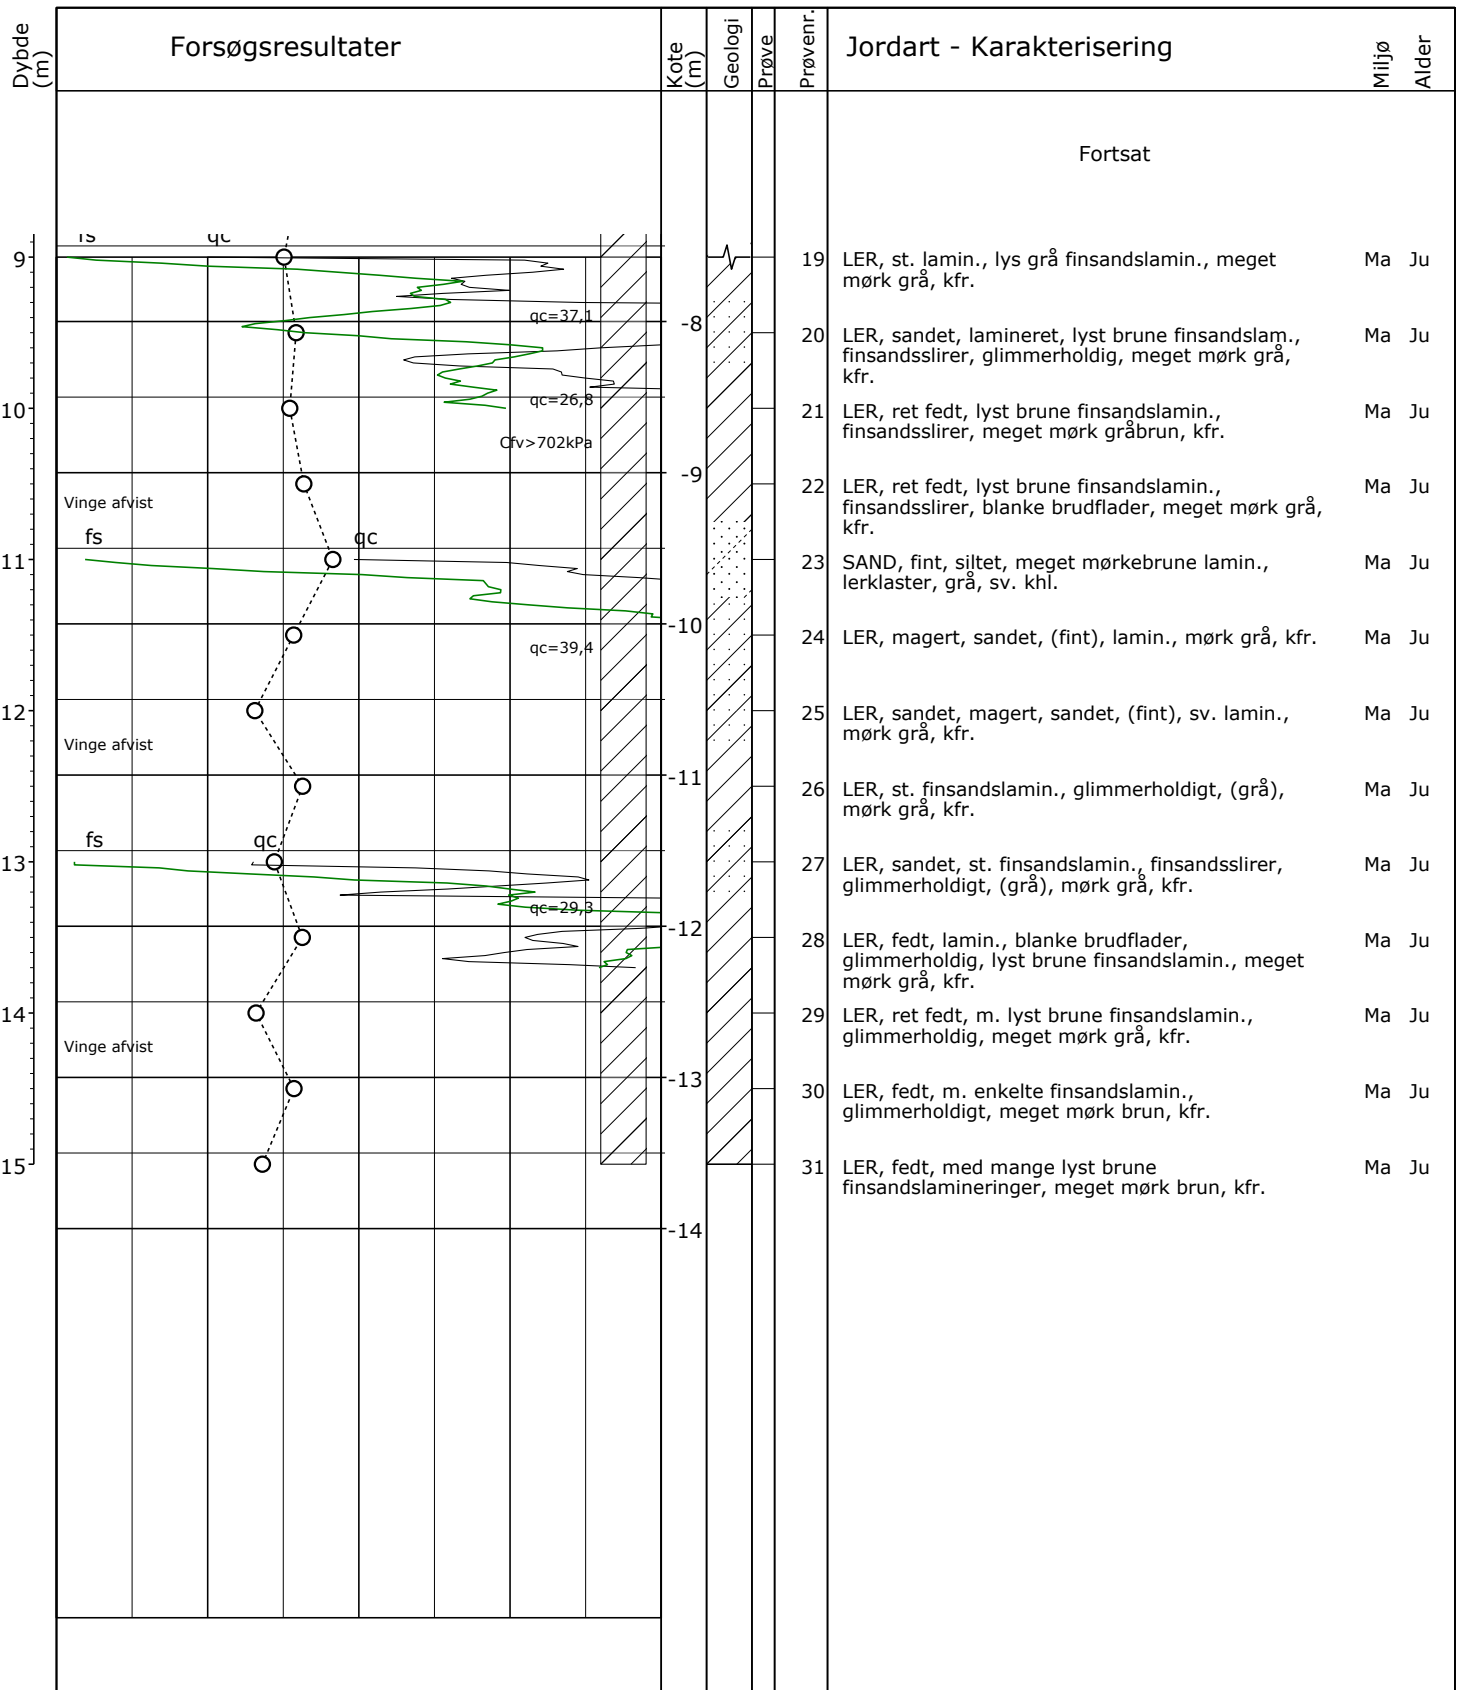 Dybde
(m)
Forsøgsresultater
Kote
(m)
Geologi
Prøve
Prøvenr.
Jordart - Karakterisering
Miljø
Alder
Fortsat
fs qc
9
19 LER, st. lamin., lys grå finsandslamin., meget Ma Ju
mørk grå, kfr.
qc=37,1
-8
20 LER, sandet, lamineret, lyst brune finsandslam., Ma Ju
finsandsslirer, glimmerholdig, meget mørk grå,
kfr.
qc=26,8
10
21 LER, ret fedt, lyst brune finsandslamin., Ma Ju
finsandsslirer, meget mørk gråbrun, kfr.
Cfv>702kPa
-9
22 LER, ret fedt, lyst brune finsandslamin., Ma Ju
finsandsslirer, blanke brudflader, meget mørk grå,
kfr.
Vinge afvist
fs qc
11
23 SAND, fint, siltet, meget mørkebrune lamin., Ma Ju
lerklaster, grå, sv. khl.
-10
24 LER, magert, sandet, (fint), lamin., mørk grå, kfr. Ma Ju
qc=39,4
12
25 LER, sandet, magert, sandet, (fint), sv. lamin., Ma Ju
mørk grå, kfr.
Vinge afvist
-11
26 LER, st. finsandslamin., glimmerholdigt, (grå), Ma Ju
mørk grå, kfr.
fs qc
13
27 LER, sandet, st. finsandslamin., finsandsslirer, Ma Ju
glimmerholdigt, (grå), mørk grå, kfr.
qc=29,3
-12
28 LER, fedt, lamin., blanke brudflader, Ma Ju
glimmerholdig, lyst brune finsandslamin., meget
mørk grå, kfr.
14
29 LER, ret fedt, m. lyst brune finsandslamin., Ma Ju
glimmerholdig, meget mørk grå, kfr.
Vinge afvist
-13
30 LER, fedt, m. enkelte finsandslamin., Ma Ju
glimmerholdigt, meget mørk brun, kfr.
15
31 LER, fedt, med mange lyst brune Ma Ju
finsandslamineringer, meget mørk brun, kfr.
-14